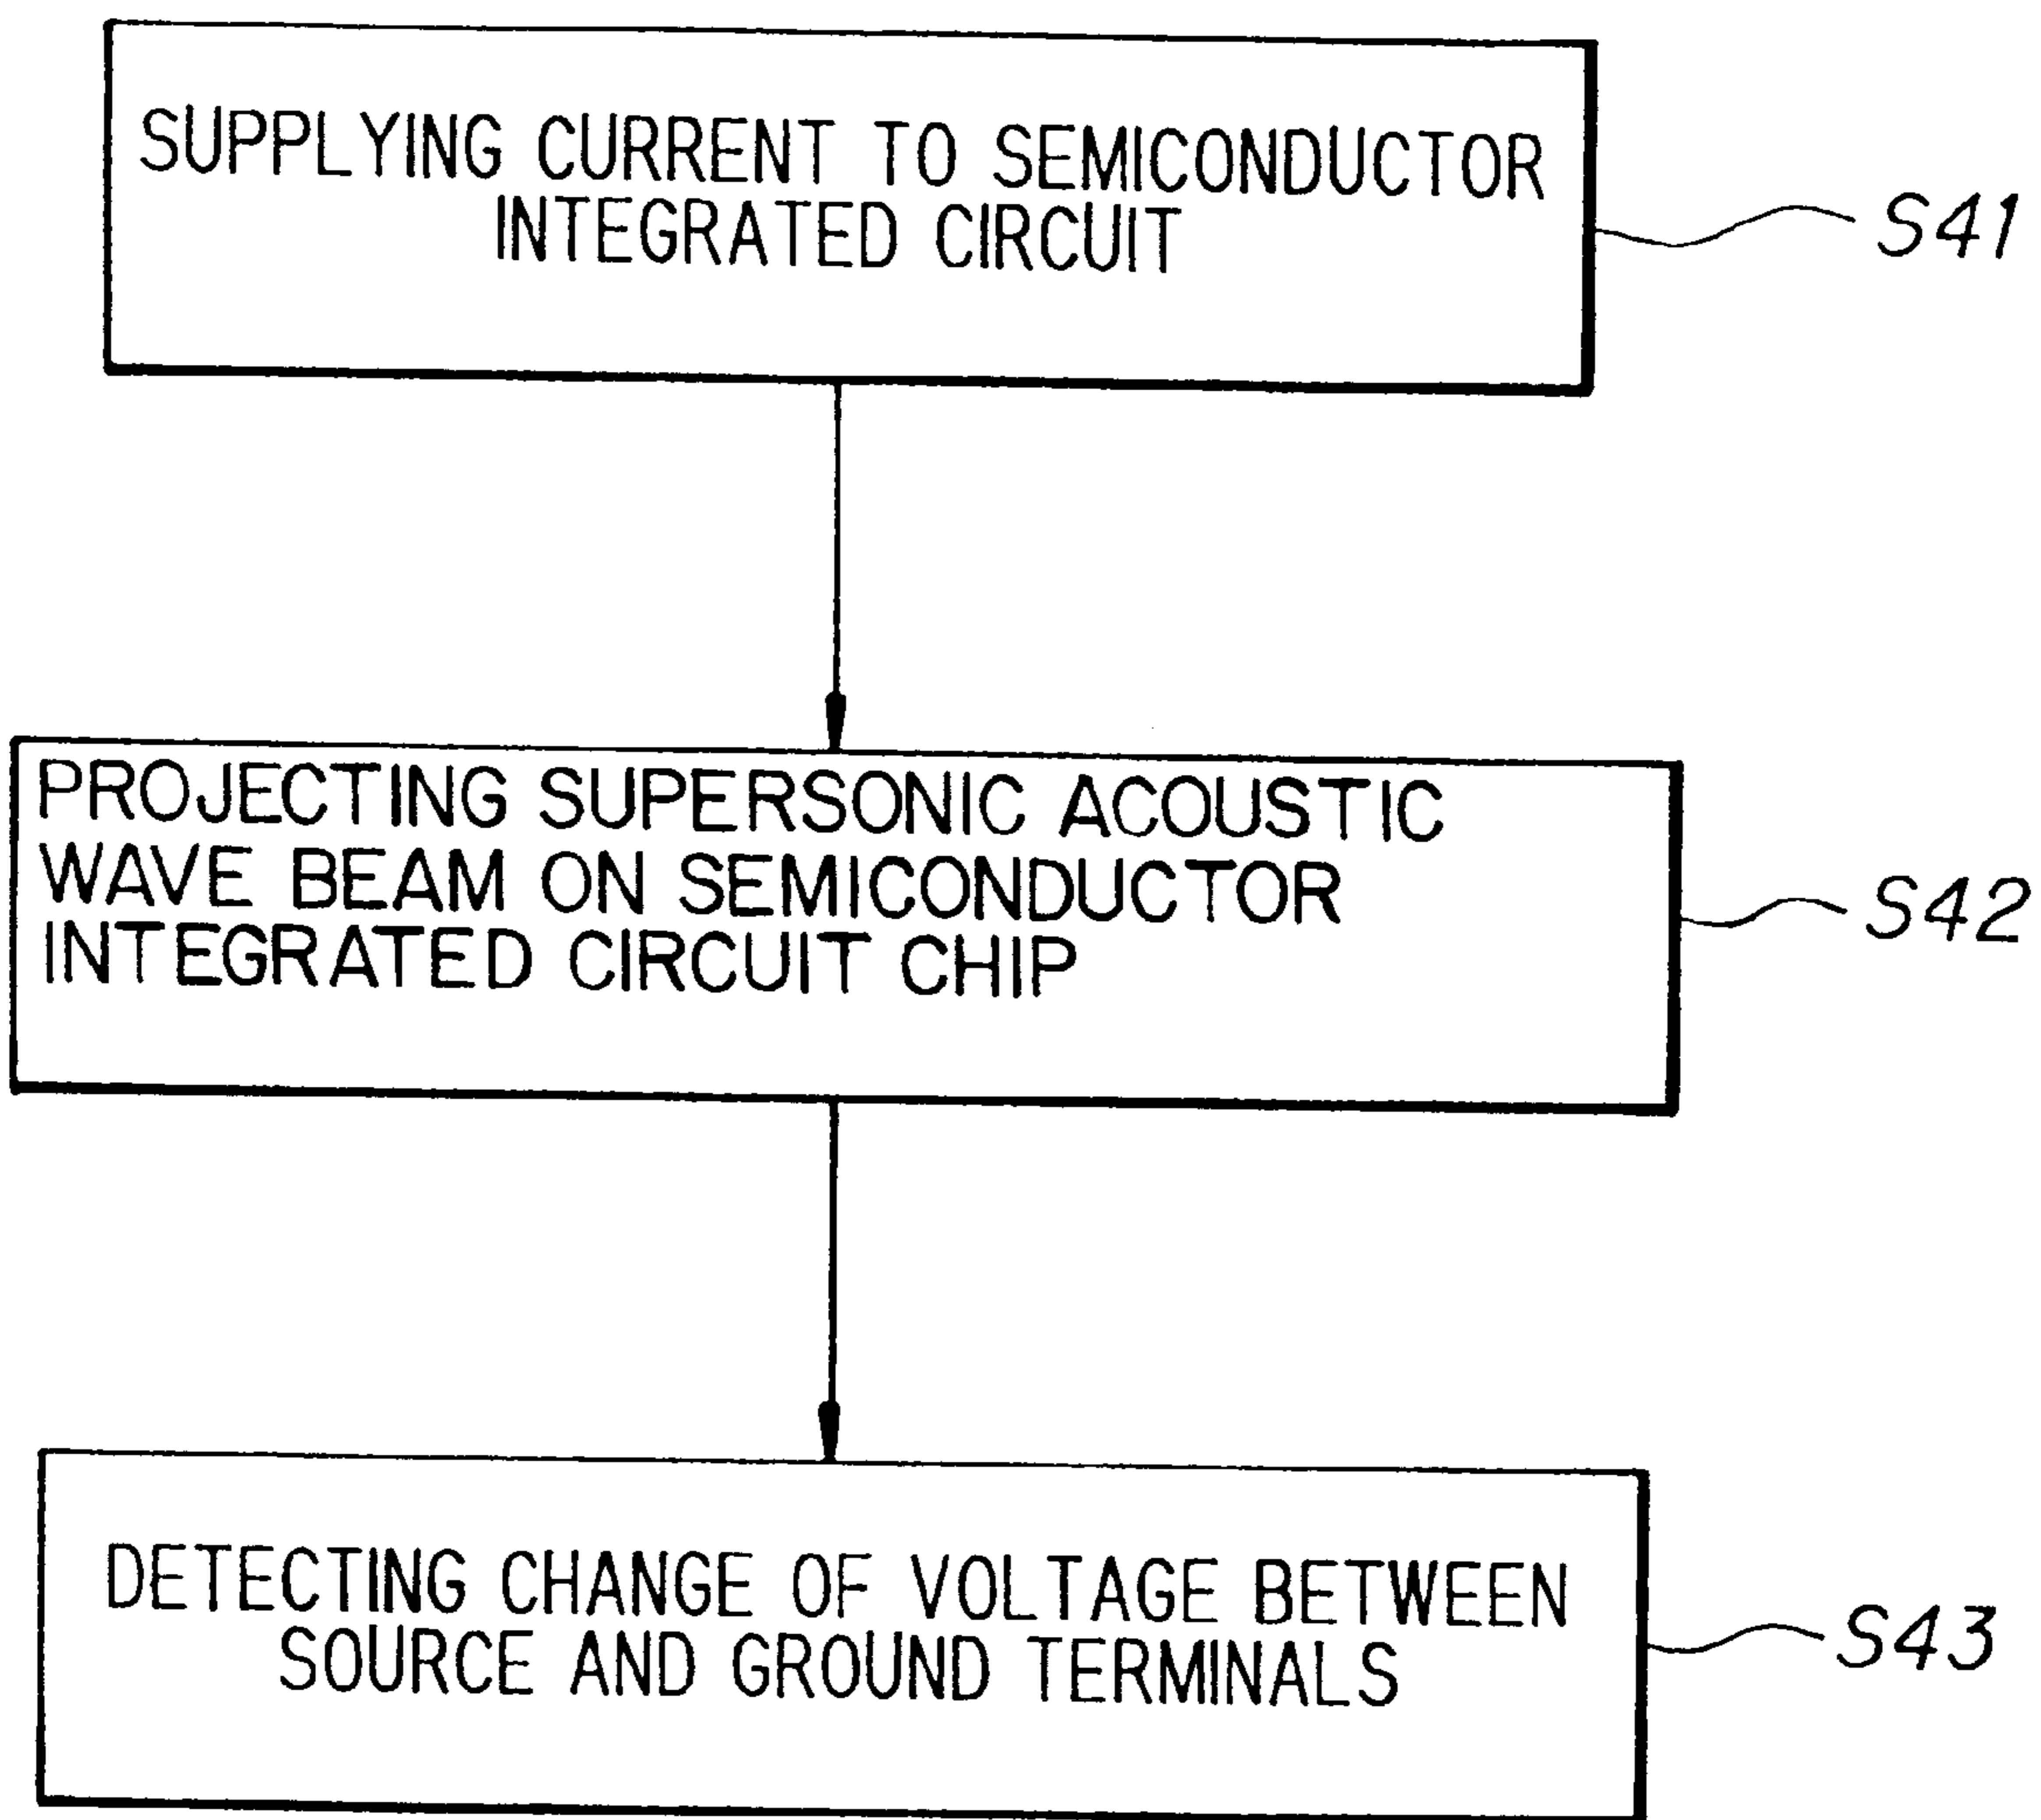 SUPPLYING CURRENT TO SEMICONDUCTOR
INTEGRATED CIRCUIT
S41
PROJECTING SUPERSONIC ACOUSTIC
WAVE BEAM ON SEMICONDUCTOR
INTEGRATED CIRCUIT CHIP
S42
DETECTING CHANGE OF VOLTAGE BETWEEN
SOURCE AND GROUND TERMINALS
S43